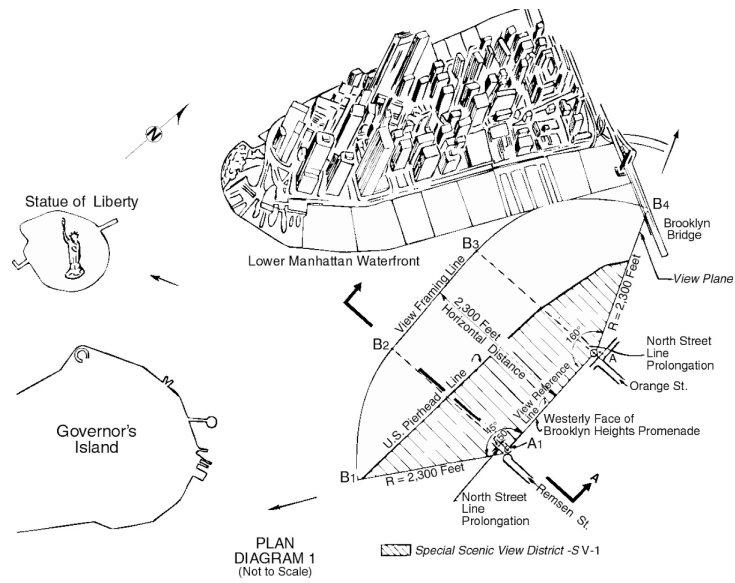 N
Statue of Liberty
Lower Manhattan Waterfront
B4
Brooklyn
Bridge
View Plane
B3
View Framing Line
2,300 Feet
Horizontal Distance
R = 2,300 Feet
160°
A
North Street
Line
Prolongation
Orange St.
B2
U.S. Pierhead Line
View Reference
Line
Westerly Face of
Brooklyn Heights Promenade
45°
A1
Governor's
Island
B1
R = 2,300 Feet
North Street
Line
Prolongation
Remsen St.
A
PLAN
DIAGRAM 1
(Not to Scale)
Special Scenic View District -S V-1